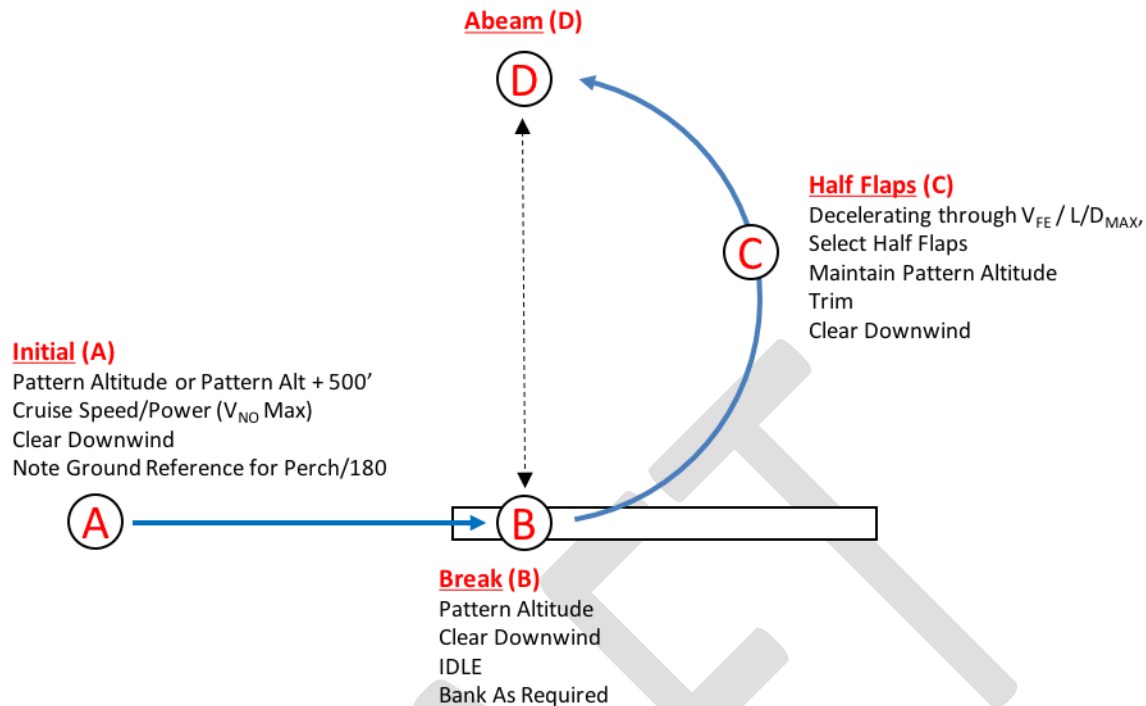 Abeam (D)
D
Half Flaps (C)
Decelerating through VFE / L/DMAX,
Select Half Flaps
Maintain Pattern Altitude
Trim
Clear Downwind
C
Initial (A)
Pattern Altitude or Pattern Alt + 500’
Cruise Speed/Power (VNO Max)
Clear Downwind
Note Ground Reference for Perch/180
A
B
Break (B)
Pattern Altitude
Clear Downwind
IDLE
Bank As Required